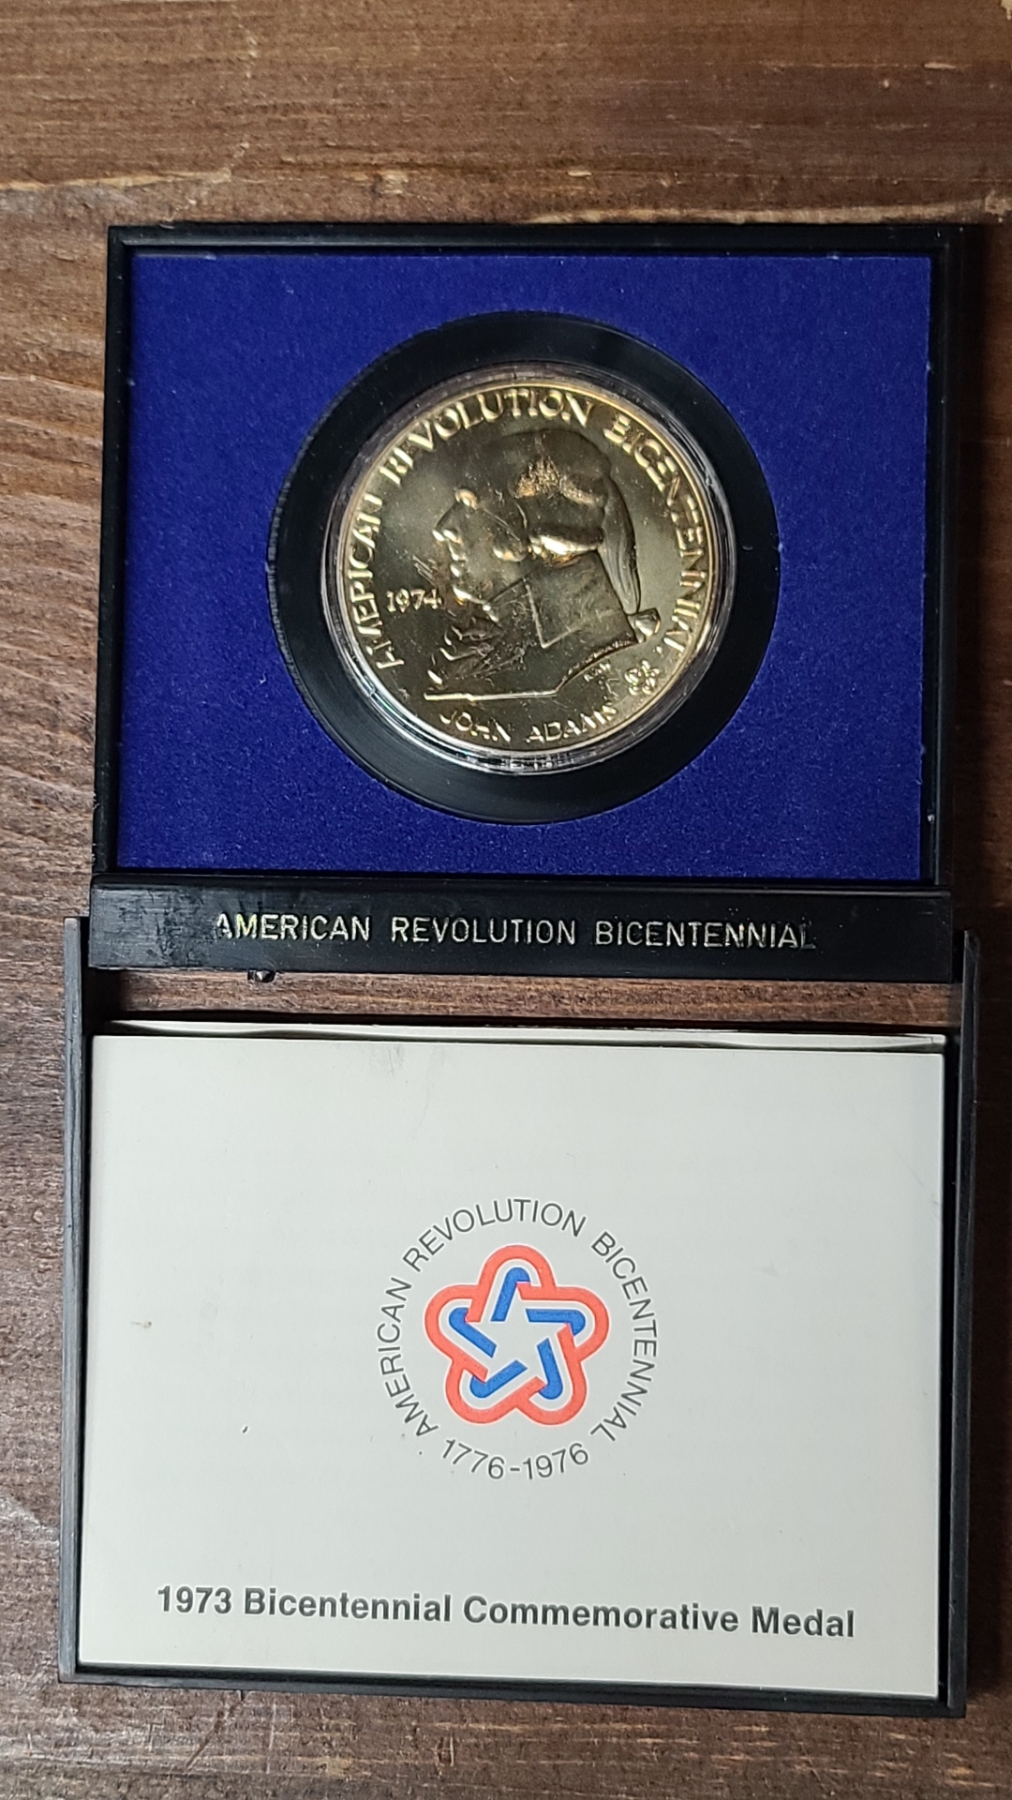 AMERICAN REVOLUTION BICENTENNIAL
1974
JOHN ADAMS
AMERICAN REVOLUTION BICENTENNIAL
AMERICAN REVOLUTION BICENTENNIAL
1776-1976
1973 Bicentennial Commemorative Medal